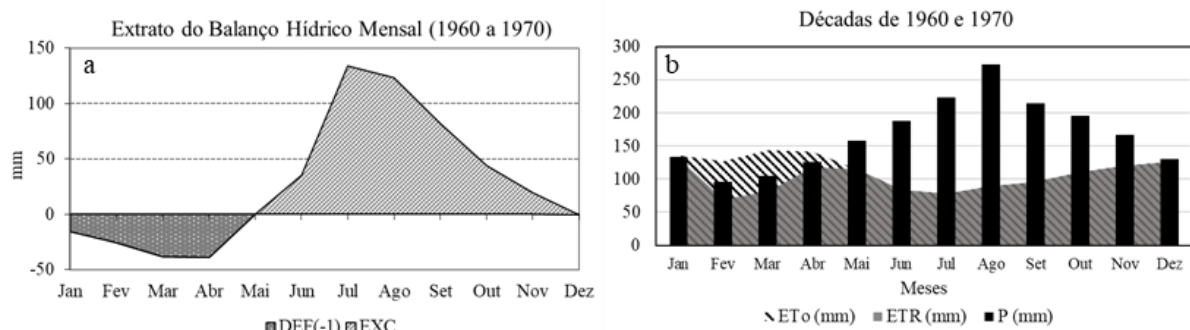 Extrato do Balanço Hídrico Mensal (1960 a 1970)
a
mm
150
100
50
0
-50
Jan Fev Mar Abr Mai Jun Jul Ago Set Out Nov Dez
DEF(-1) EXC
Décadas de 1960 e 1970
b
300
250
200
150
100
50
0
Jan Fev Mar Abr Mai Jun Jul Ago Set Out Nov Dez
Meses
ETo (mm) ETR (mm) P (mm)